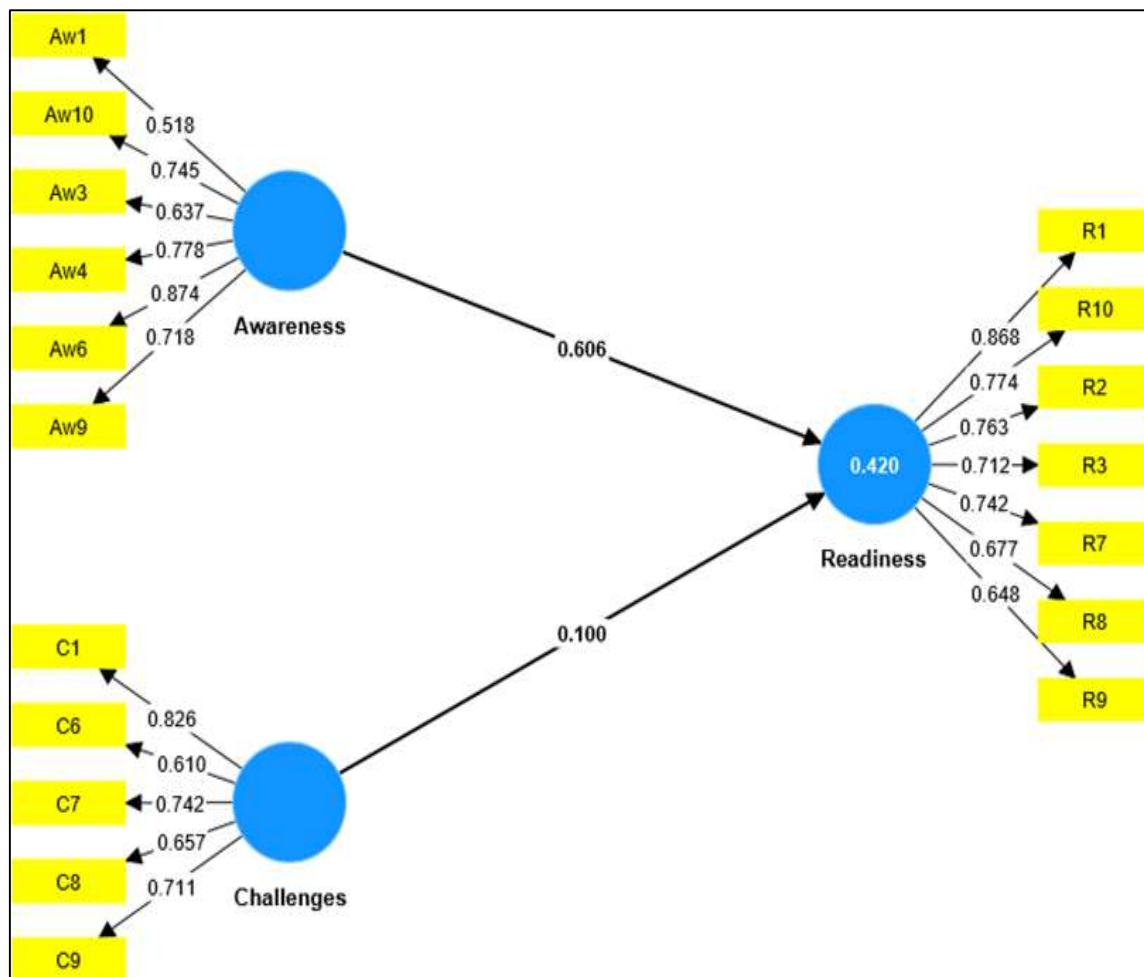 Aw1
Aw10
Aw3
Aw4
Aw6
Aw9
0.518
0.745
0.637
0.778
0.874
0.718
Awareness
0.606
C1
C6
C7
C8
C9
0.826
0.610
0.742
0.657
0.711
Challenges
0.100
0.420
Readiness
0.868
0.774
0.763
0.712
0.742
0.677
0.648
R1
R10
R2
R3
R7
R8
R9